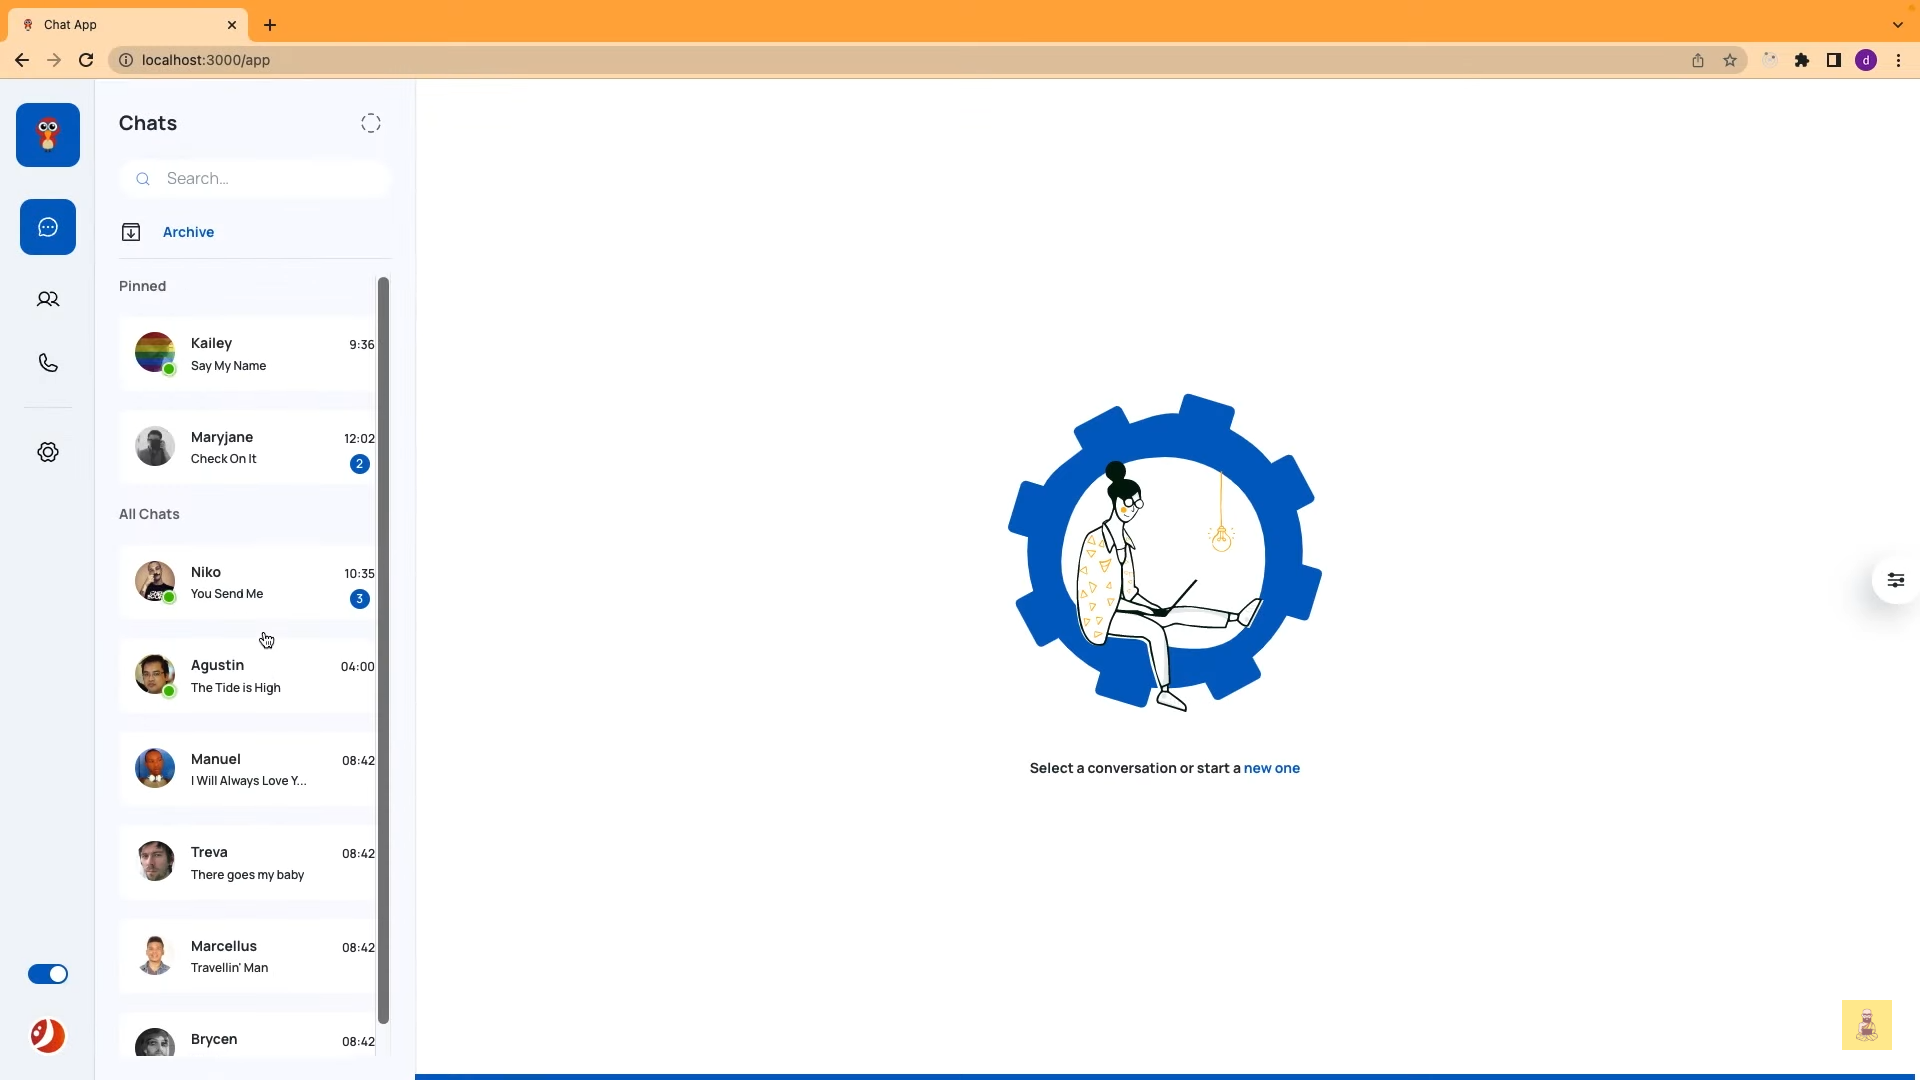 Chat App
localhost:3000/app
d
Chats
Search...
Archive
Pinned
Kailey
9:36
Say My Name
Maryjane
12:02
Check On It
2
All Chats
Niko
10:35
You Send Me
3
Agustin
04:00
The Tide is High
Manuel
08:42
I Will Always Love Y...
Treva
08:42
There goes my baby
Marcellus
08:42
Travellin' Man
Brycen
08:42
Select a conversation or start a new one